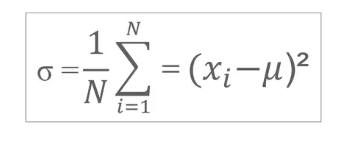 σ = 1/N ∑_{i=1}^{N} = (x_i − μ)²